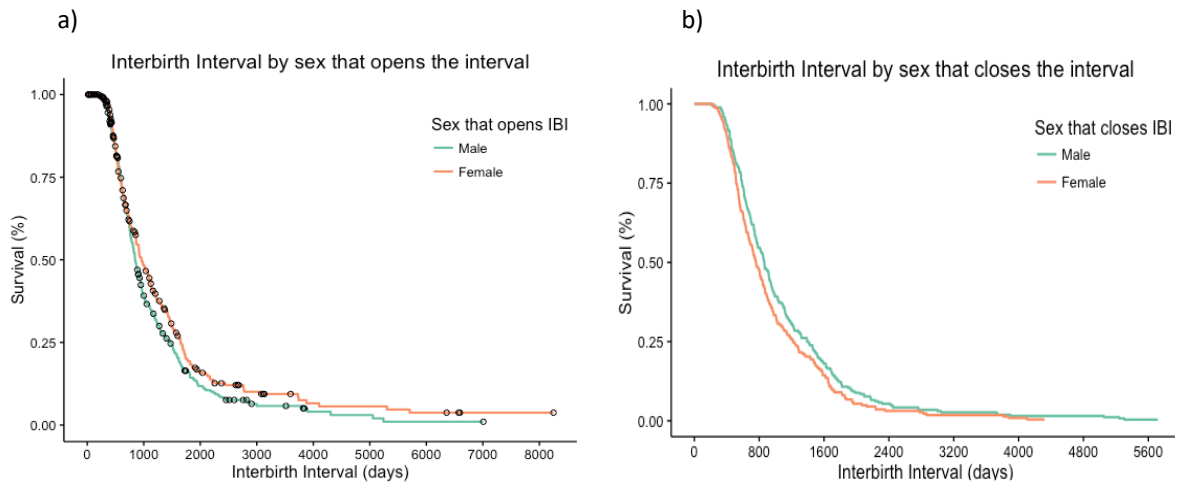 a)
Interbirth Interval by sex that opens the interval
Sex that opens IBI
Male
Female
1.00
0.75
0.50
0.25
0.00
Survival (%)
0 1000 2000 3000 4000 5000 6000 7000 8000
Interbirth Interval (days)
b)
Interbirth Interval by sex that closes the interval
Sex that closes IBI
Male
Female
1.00
0.75
0.50
0.25
0.00
Survival (%)
0 800 1600 2400 3200 4000 4800 5600
Interbirth Interval (days)